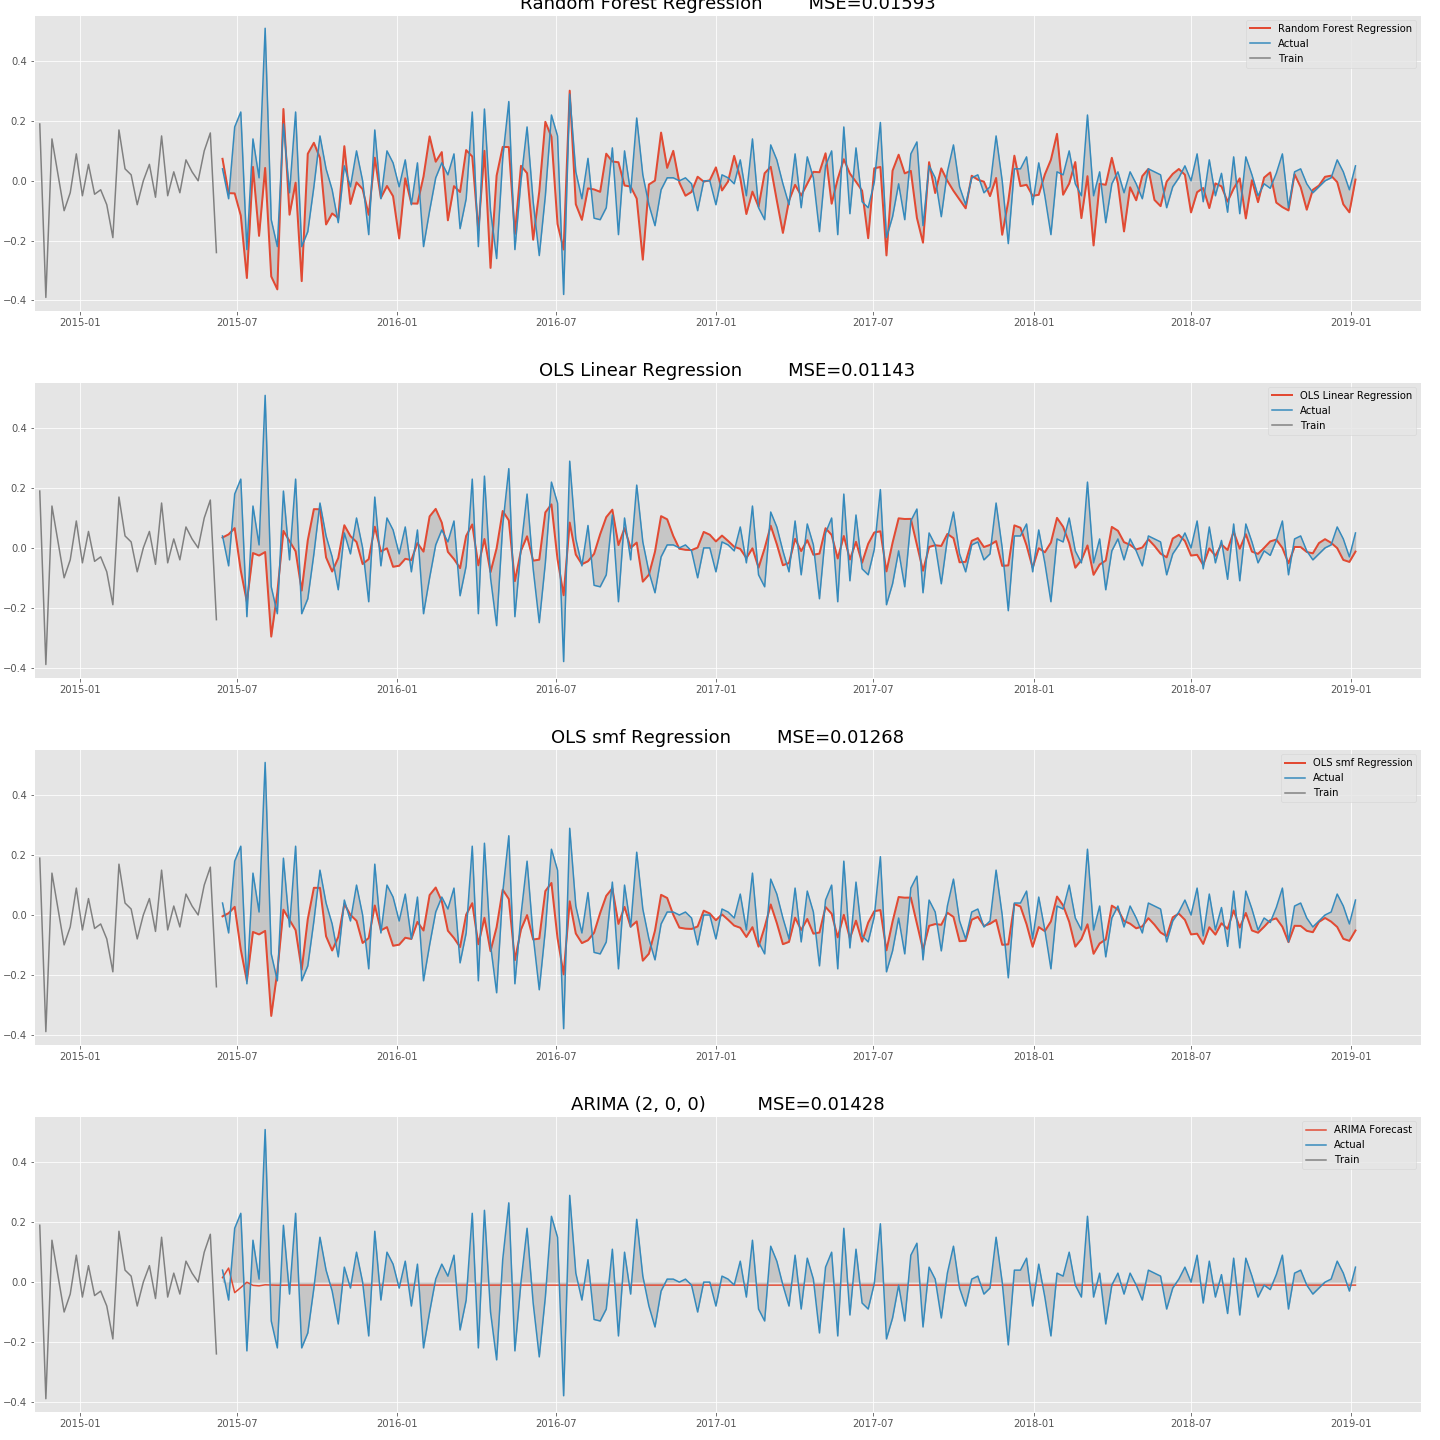 Random Forest Regression MSE=0.01593
Random Forest Regression
Actual
Train
0.4
0.2
0.0
−0.2
−0.4
2015-01 2015-07 2016-01 2016-07 2017-01 2017-07 2018-01 2018-07 2019-01
OLS Linear Regression MSE=0.01143
OLS Linear Regression
Actual
Train
0.4
0.2
0.0
−0.2
−0.4
2015-01 2015-07 2016-01 2016-07 2017-01 2017-07 2018-01 2018-07 2019-01
OLS smf Regression MSE=0.01268
OLS smf Regression
Actual
Train
0.4
0.2
0.0
−0.2
−0.4
2015-01 2015-07 2016-01 2016-07 2017-01 2017-07 2018-01 2018-07 2019-01
ARIMA (2, 0, 0) MSE=0.01428
ARIMA Forecast
Actual
Train
0.4
0.2
0.0
−0.2
−0.4
2015-01 2015-07 2016-01 2016-07 2017-01 2017-07 2018-01 2018-07 2019-01